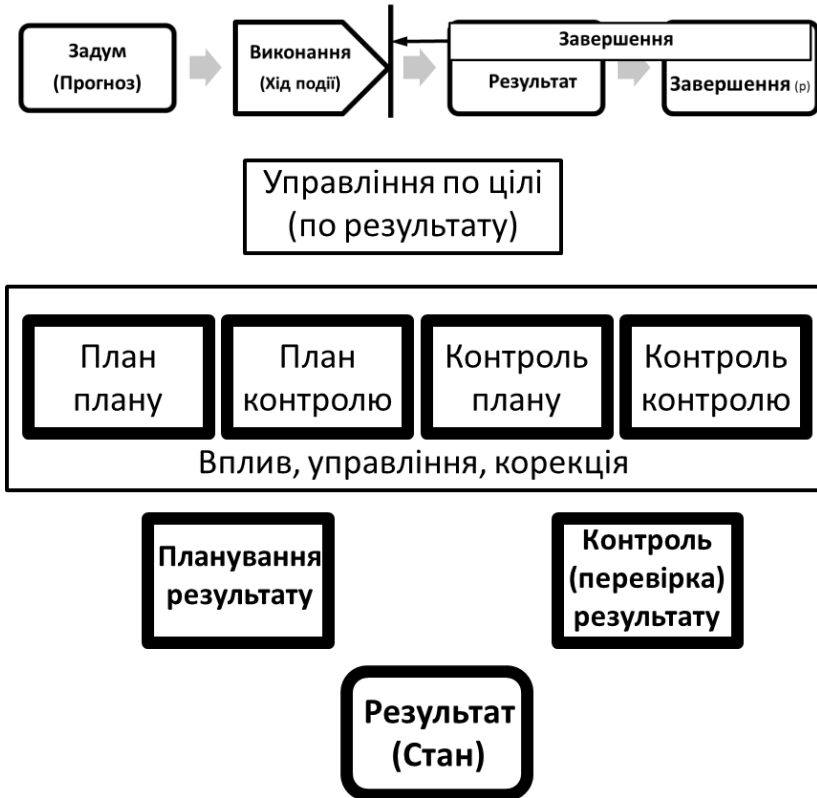 Задум
(Прогноз)
Виконання
(Хід події)
Завершення
Результат
Завершення (р)
Управління по цілі
(по результату)
План
плану
План
контролю
Контроль
плану
Контроль
контролю
Вплив, управління, корекція
Планування
результату
Контроль
(перевірка)
результату
Результат
(Стан)